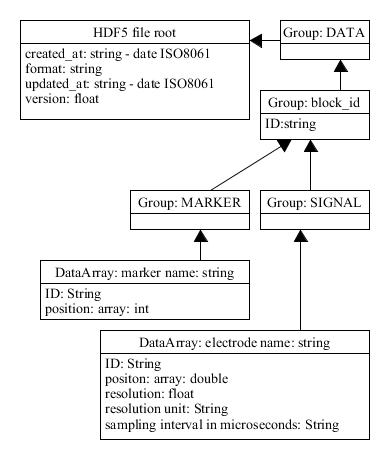 HDF5 file root
created_at: string - date ISO8061
format: string
updated_at: string - date ISO8061
version: float
Group: DATA
Group: block_id
ID:string
Group: MARKER
Group: SIGNAL
DataArray: marker name: string
ID: String
position: array: int
DataArray: electrode name: string
ID: String
positon: array: double
resolution: float
resolution unit: String
sampling interval in microseconds: String